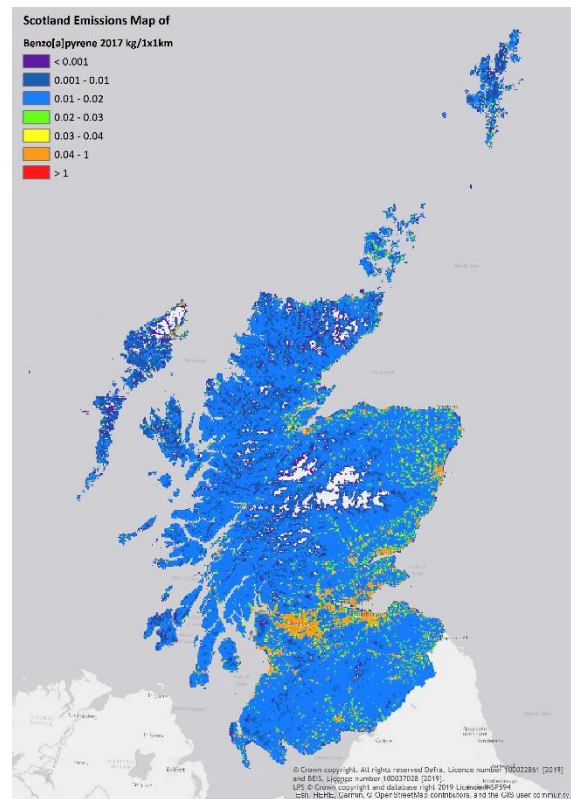 Scotland Emissions Map of
Benzo[a]pyrene 2017 kg/1x1km
< 0.001
0.001 - 0.01
0.01 - 0.02
0.02 - 0.03
0.03 - 0.04
0.04 - 1
> 1
© Crown copyright. All rights reserved Defra, Licence number 100022861 [2019].
and BEIS, Licence number 100037028 [2019].
LPS © Crown copyright and database right 2019
Esri, HERE, Garmin, © OpenStreetMap contributors, and the GIS user community